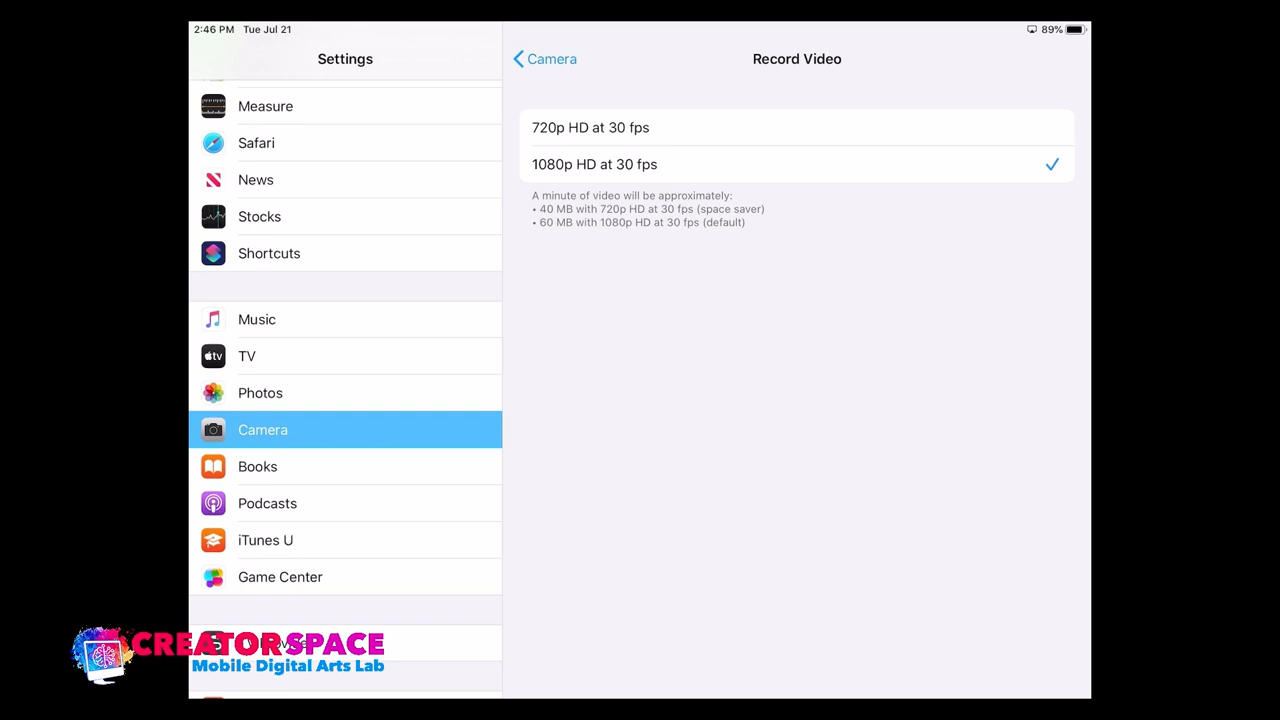 2:46 PM Tue Jul 21
89%
Settings
Measure
Safari
News
Stocks
Shortcuts
Music
tv
TV
Photos
Camera
Books
Podcasts
iTunes U
Game Center
CREATORSPACE
Mobile Digital Arts Lab
Camera
Record Video
720p HD at 30 fps
1080p HD at 30 fps
A minute of video will be approximately:
• 40 MB with 720p HD at 30 fps (space saver)
• 60 MB with 1080p HD at 30 fps (default)